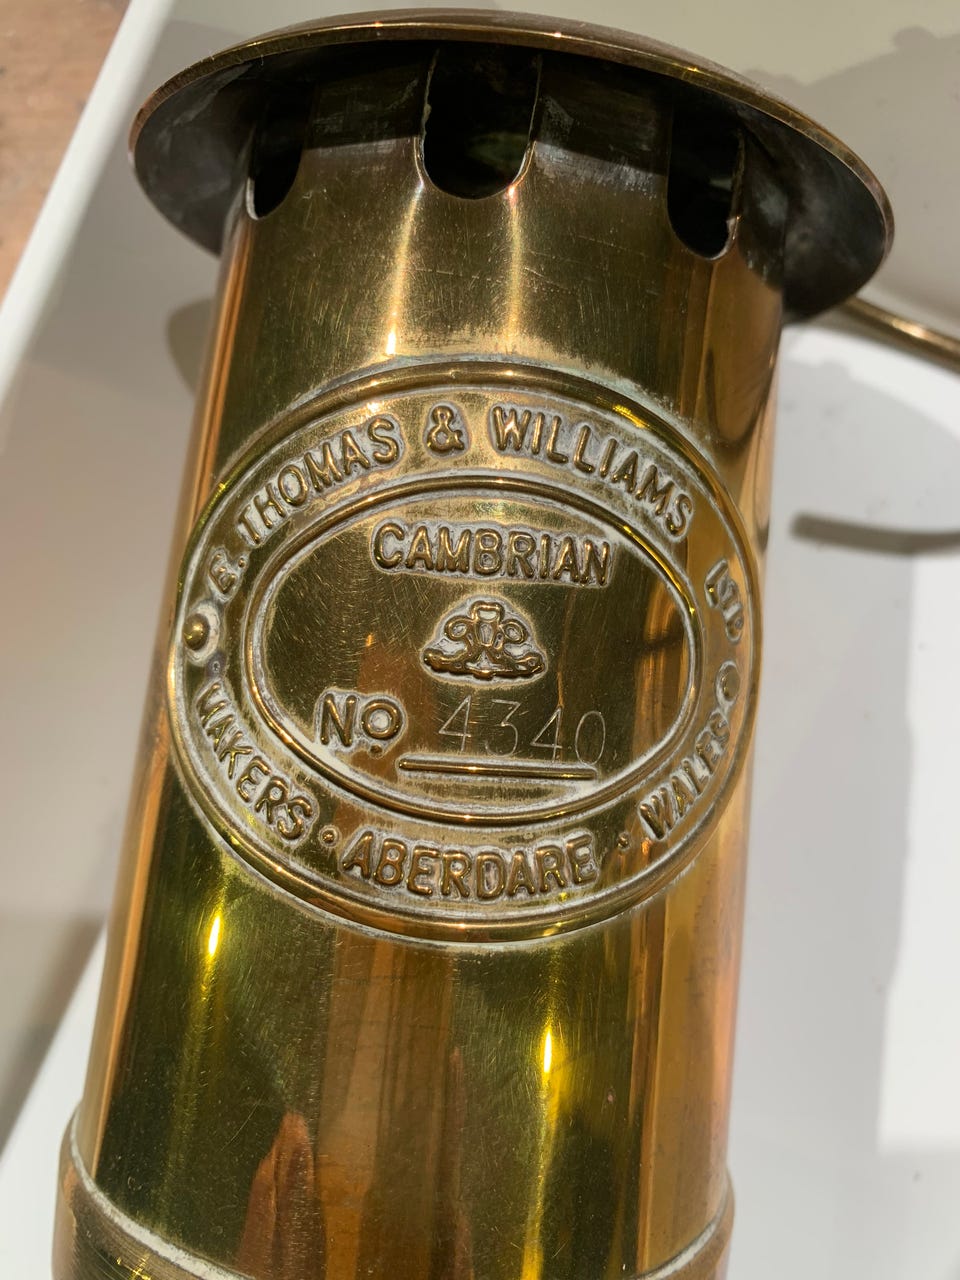 E. THOMAS & WILLIAMS LTD
CAMBRIAN
No 4340
MAKERS · ABERDARE · WALES